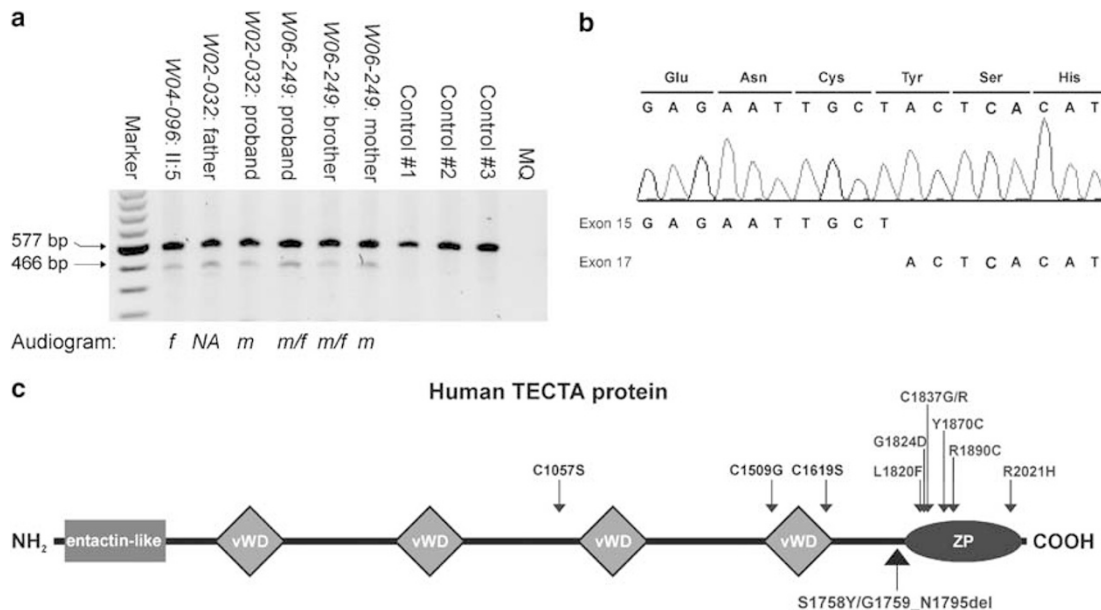 a
Marker
W04-096: II:5
W02-032: father
W02-032: proband
W06-249: proband
W06-249: brother
W06-249: mother
Control #1
Control #2
Control #3
MQ
577 bp
466 bp
Audiogram: f NA m m/f m/f m
b
Glu Asn Cys Tyr Ser His
G A G A A T T G C T A C T C A C A T
Exon 15 G A G A A T T G C T
Exon 17 A C T C A C A T
c
Human TECTA protein
C1837G/R
Y1870C
G1824D
R1890C
C1057S C1509G C1619S L1820F R2021H
NH2 entactin-like vWD vWD vWD vWD ZP COOH
S1758Y/G1759_N1795del